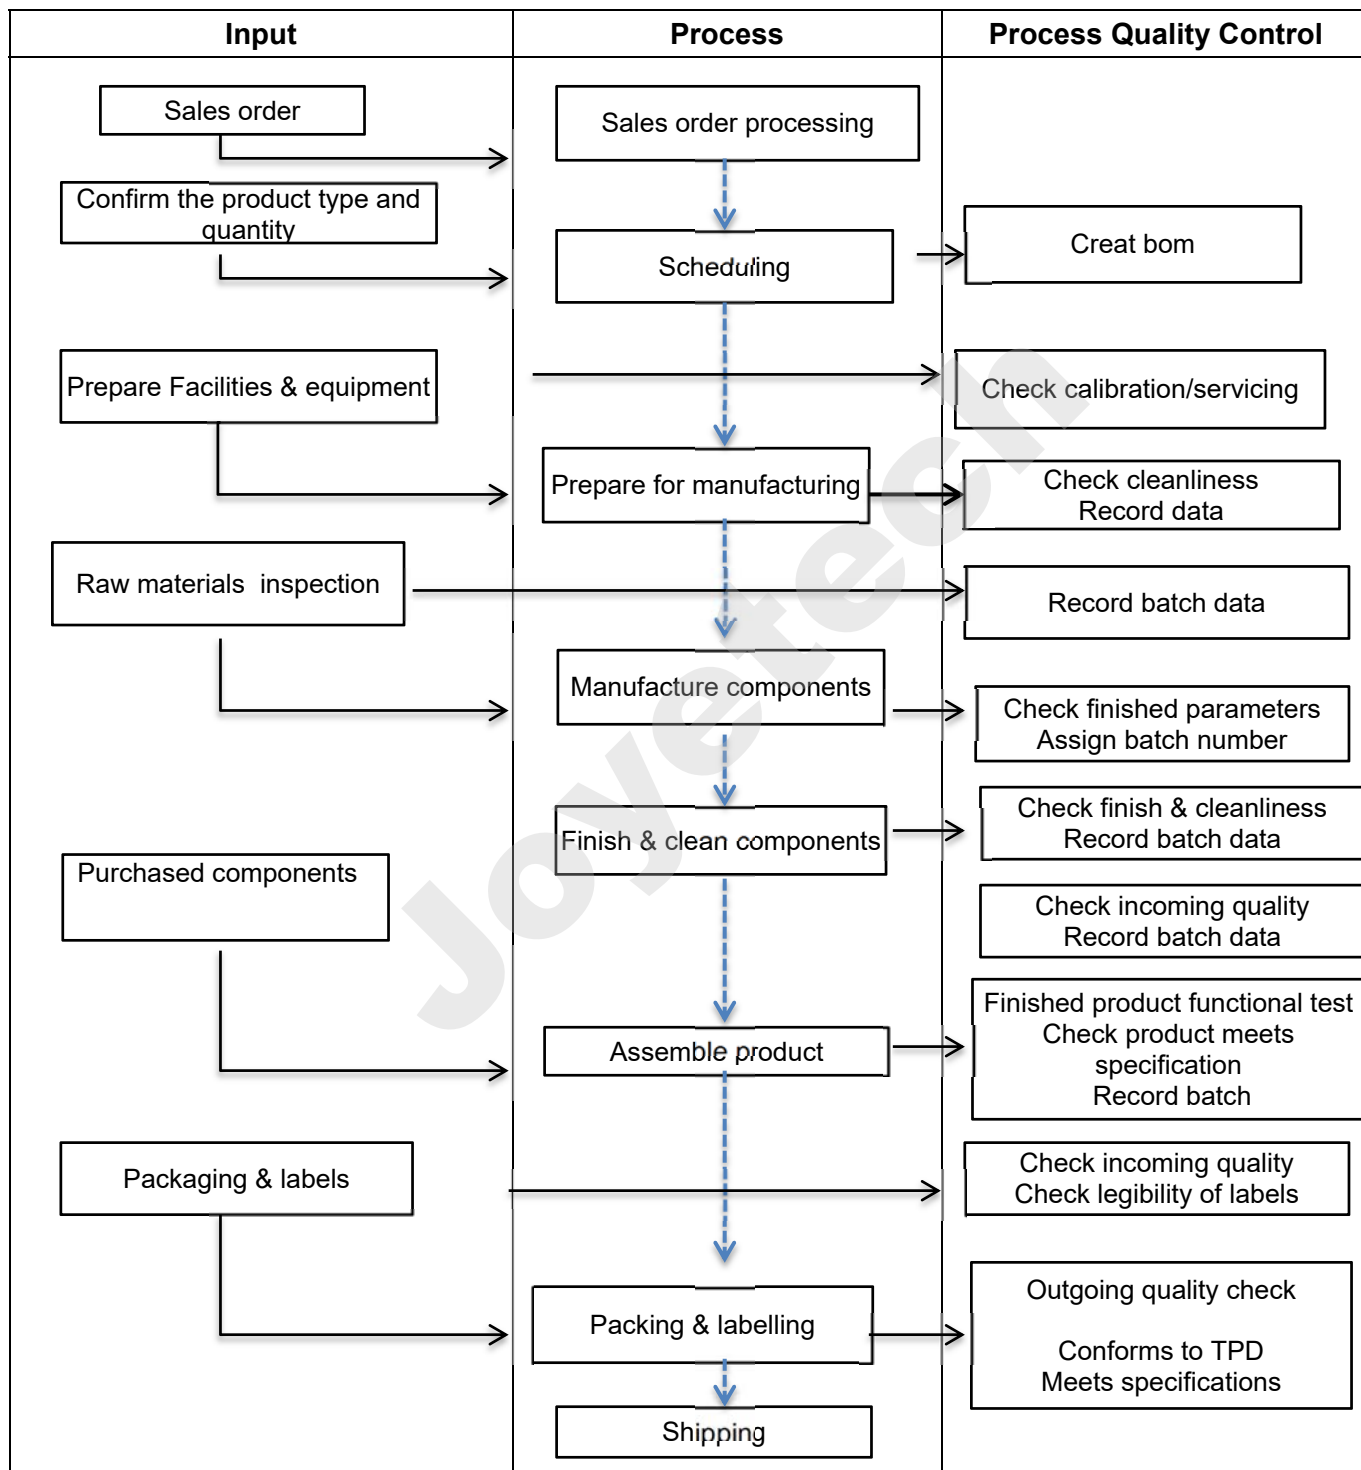 Input
Process
Process Quality Control
Sales order
Sales order processing
Confirm the product type and
quantity
Scheduling
Creat bom
Prepare Facilities & equipment
Check calibration/servicing
Prepare for manufacturing
Check cleanliness
Record data
Raw materials  inspection
Record batch data
Manufacture components
Check finished parameters
Assign batch number
Finish & clean components
Check finish & cleanliness
Record batch data
Purchased components
Check incoming quality
Record batch data
Assemble product
Finished product functional test
Check product meets
specification
Record batch
Packaging & labels
Check incoming quality
Check legibility of labels
Packing & labelling
Outgoing quality check
Conforms to TPD
Meets specifications
Shipping
Joyetech